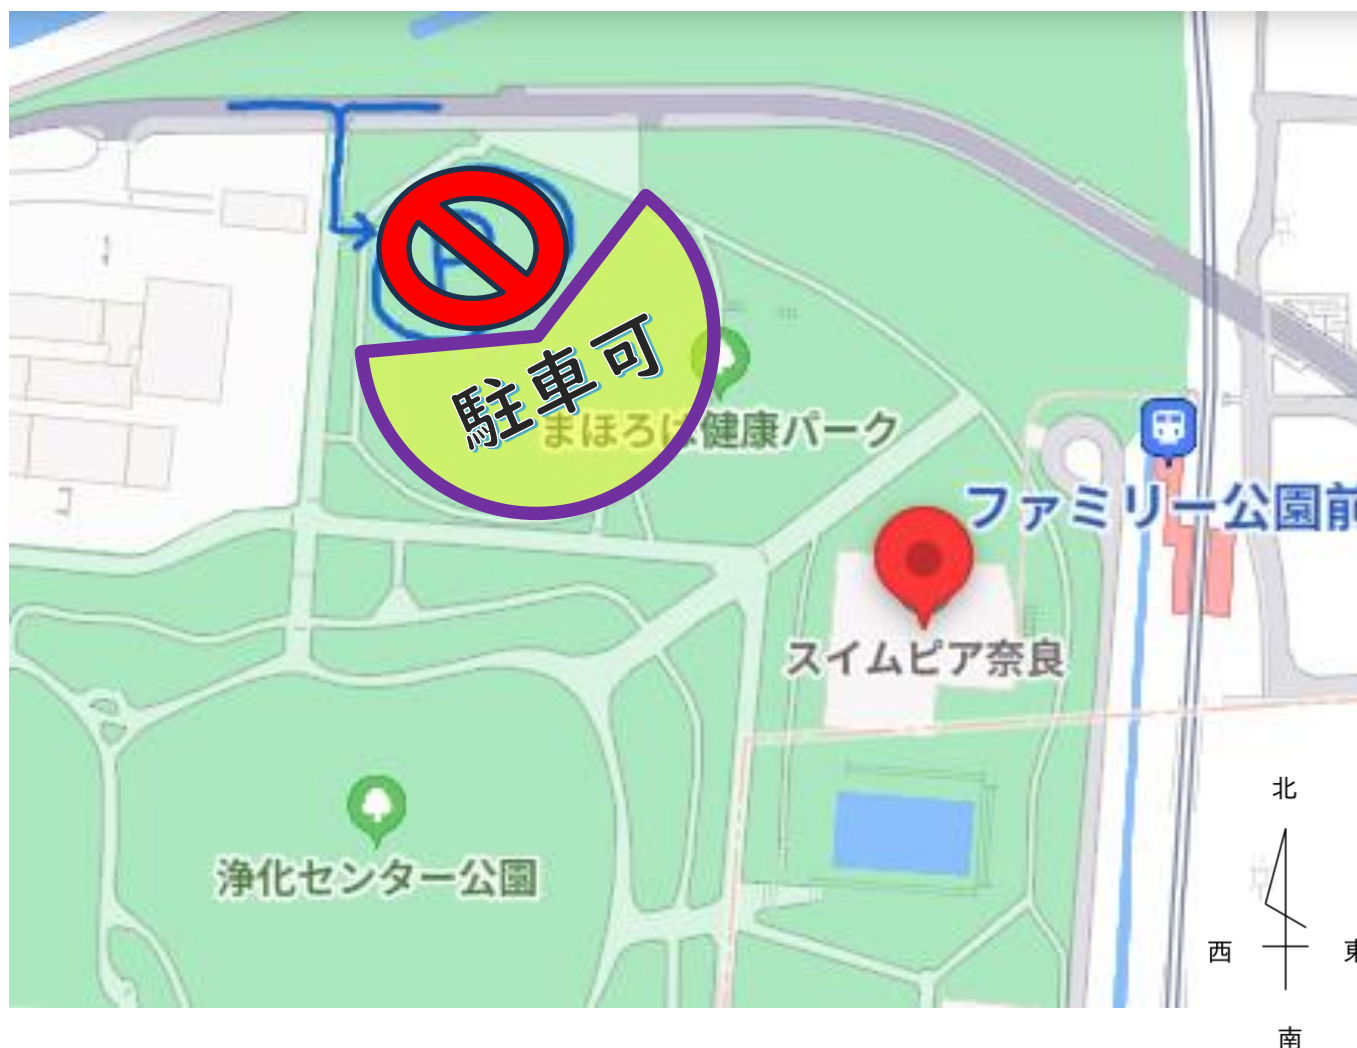 P
駐車可
まほろば健康パーク
ファミリー公園前
スイムピア奈良
浄化センター公園
北
西
東
南